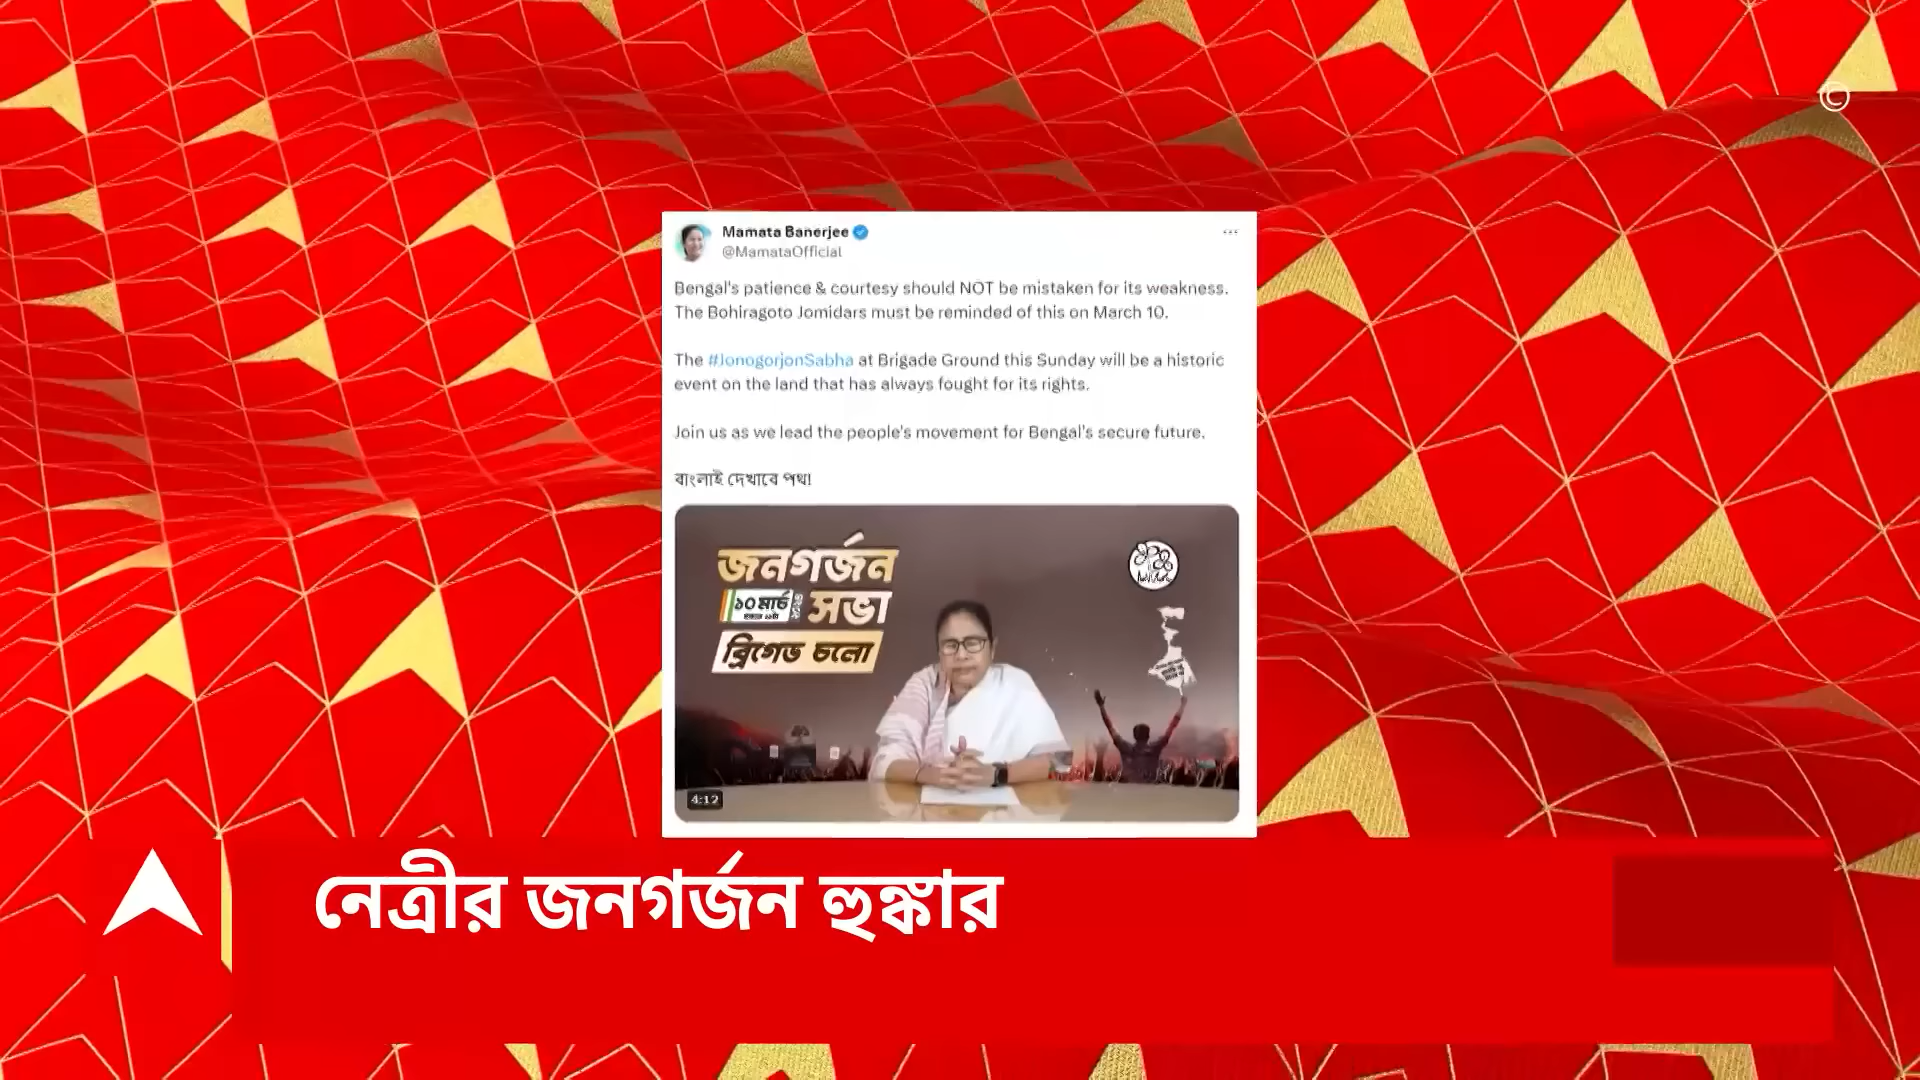 ©
Mamata Banerjee
@MamataOfficial
Bengal's patience & courtesy should NOT be mistaken for its weakness.
The Bohiragoto Jomidars must be reminded of this on March 10.
The #JonogorjonSabha at Brigade Ground this Sunday will be a historic
event on the land that has always fought for its rights.
Join us as we lead the people's movement for Bengal's secure future.
বাংলাই দেখাবে পথ!
জনগর্জন
১০ মার্চ
সভা
ব্রিগেড চলো
4:12
নেত্রীর জনগর্জন হুঙ্কার